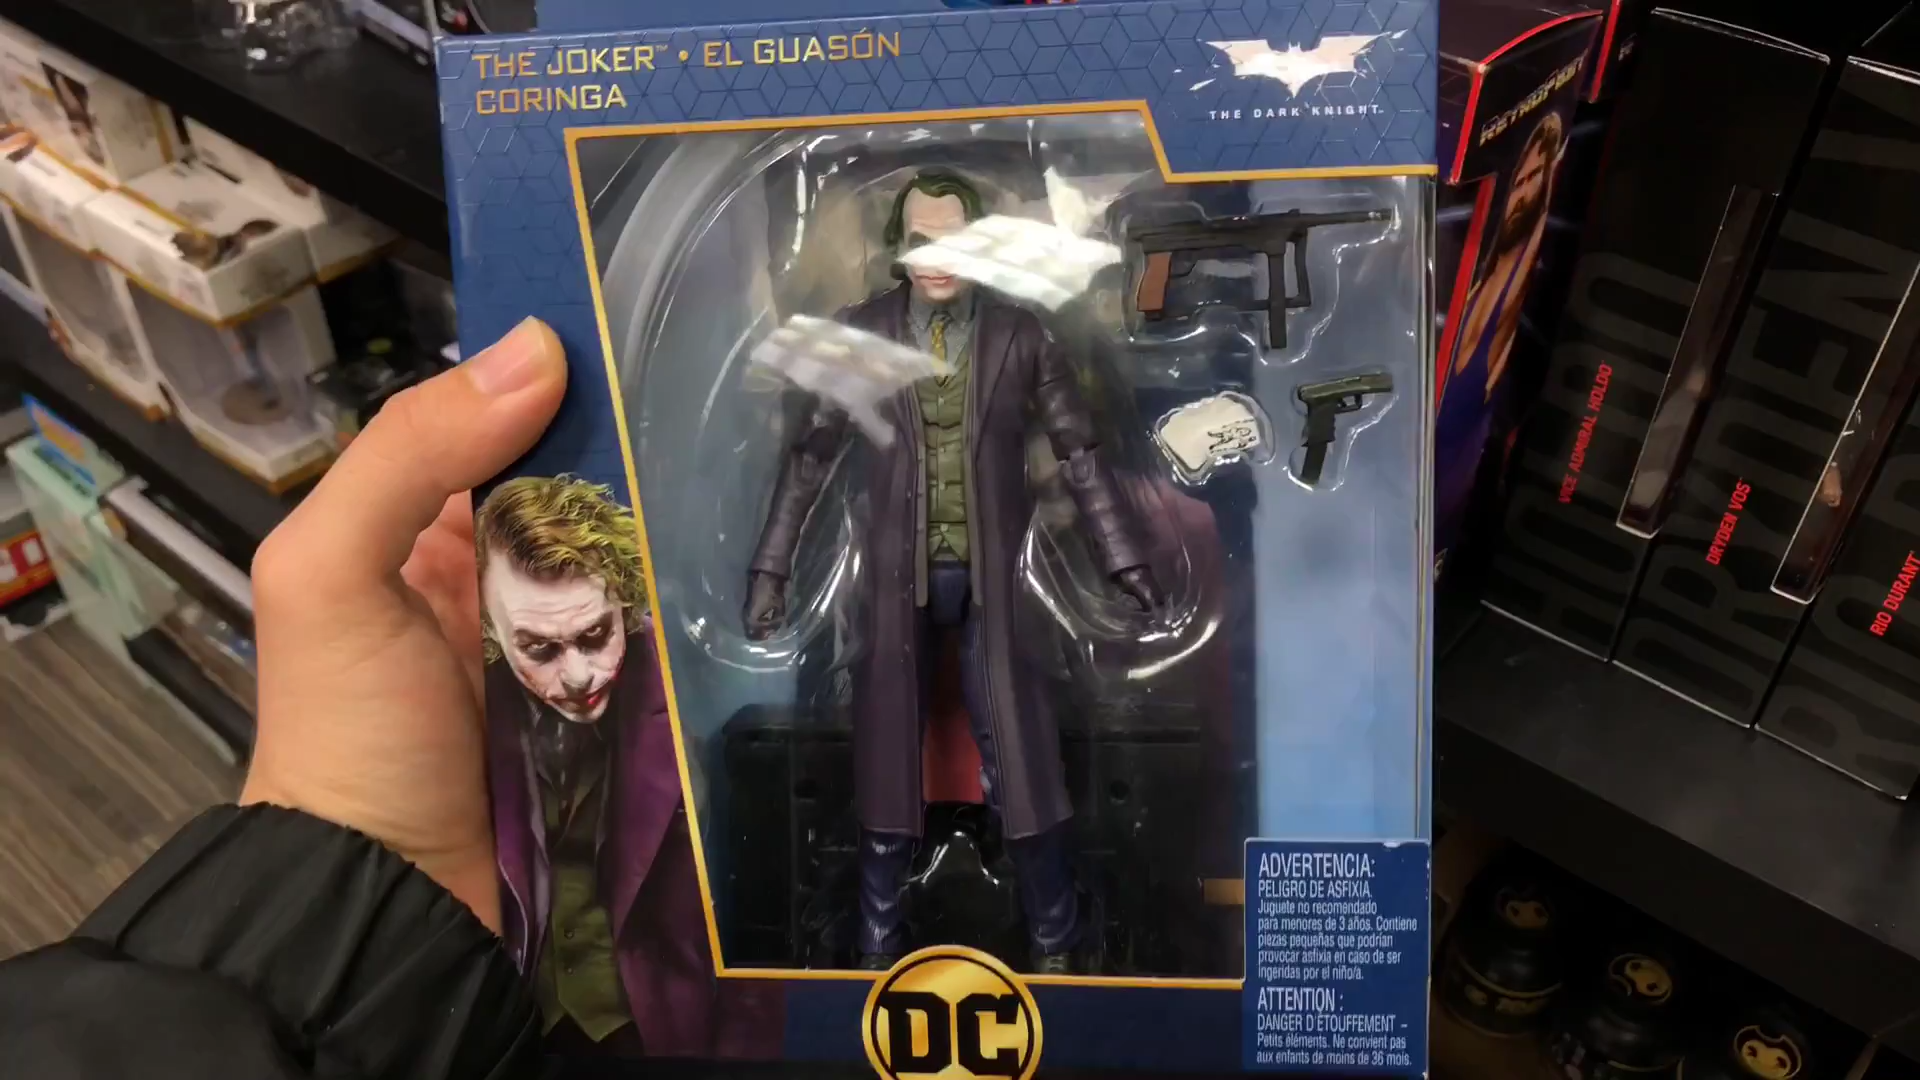 THE JOKER™ • EL GUASÓN
CORINGA
THE DARK KNIGHT™
VICE ADMIRAL HOLDO
DRYDEN VOS
RIO DURANT
HOLDO
DRYDEN
ADVERTENCIA:
PELIGRO DE ASFIXIA.
Juguete no recomendado
para menores de 3 años. Contiene
piezas pequeñas que podrían
provocar asfixia en caso de ser
ingeridas por el niño/a.
ATTENTION :
DANGER D'ÉTOUFFEMENT –
Petits éléments. Ne convient pas
aux enfants de moins de 36 mois.
DC